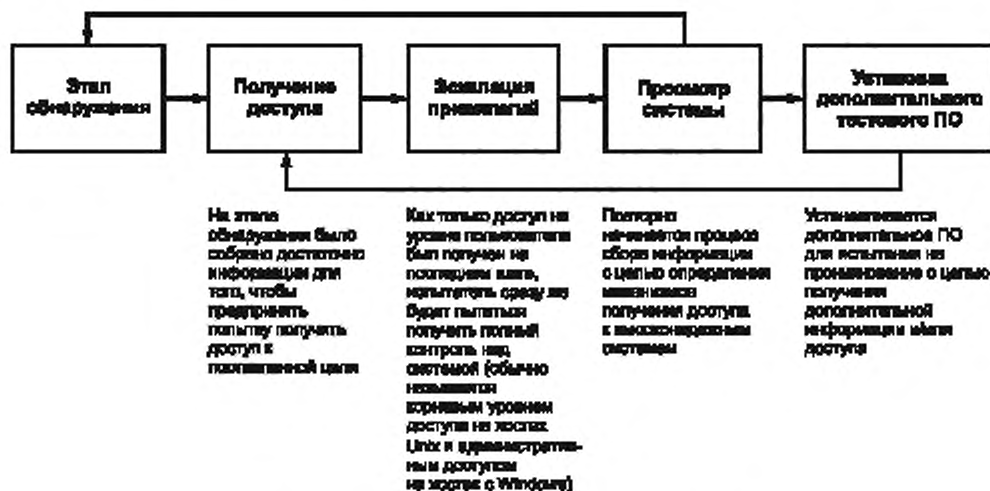 Этап
обнаружения
Получение
доступа
Эскалация
привилегий
Просмотр
системы
Установка
дополнительного
тестового ПО
На этапе
обнаружения было
собрано достаточно
информации для
того, чтобы
предпринять
попытку получить
доступ к
поставленной цели
Как только доступ на
уровне пользователя
был получен на
последнем шаге,
испытатель сразу же
будет пытаться
получить полный
контроль над
системой (обычно
называется
корневым уровнем
доступа на хостах
Unix и административ-
ным доступом
на хостах с Windows)
Повторно
начинается процесс
сбора информации
с целью определения
механизмов
получения доступа
к высоконадежным
системам
Устанавливается
дополнительное ПО
для испытания на
проникновение с целью
получения
дополнительной
информации и/или
доступа